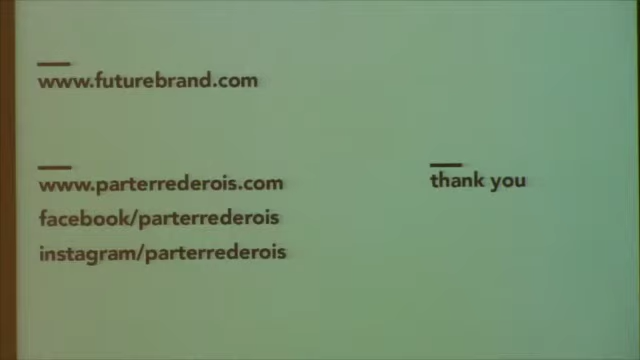 www.futurebrand.com
www.parterrederois.com
facebook/parterrederois
instagram/parterrederois
thank you